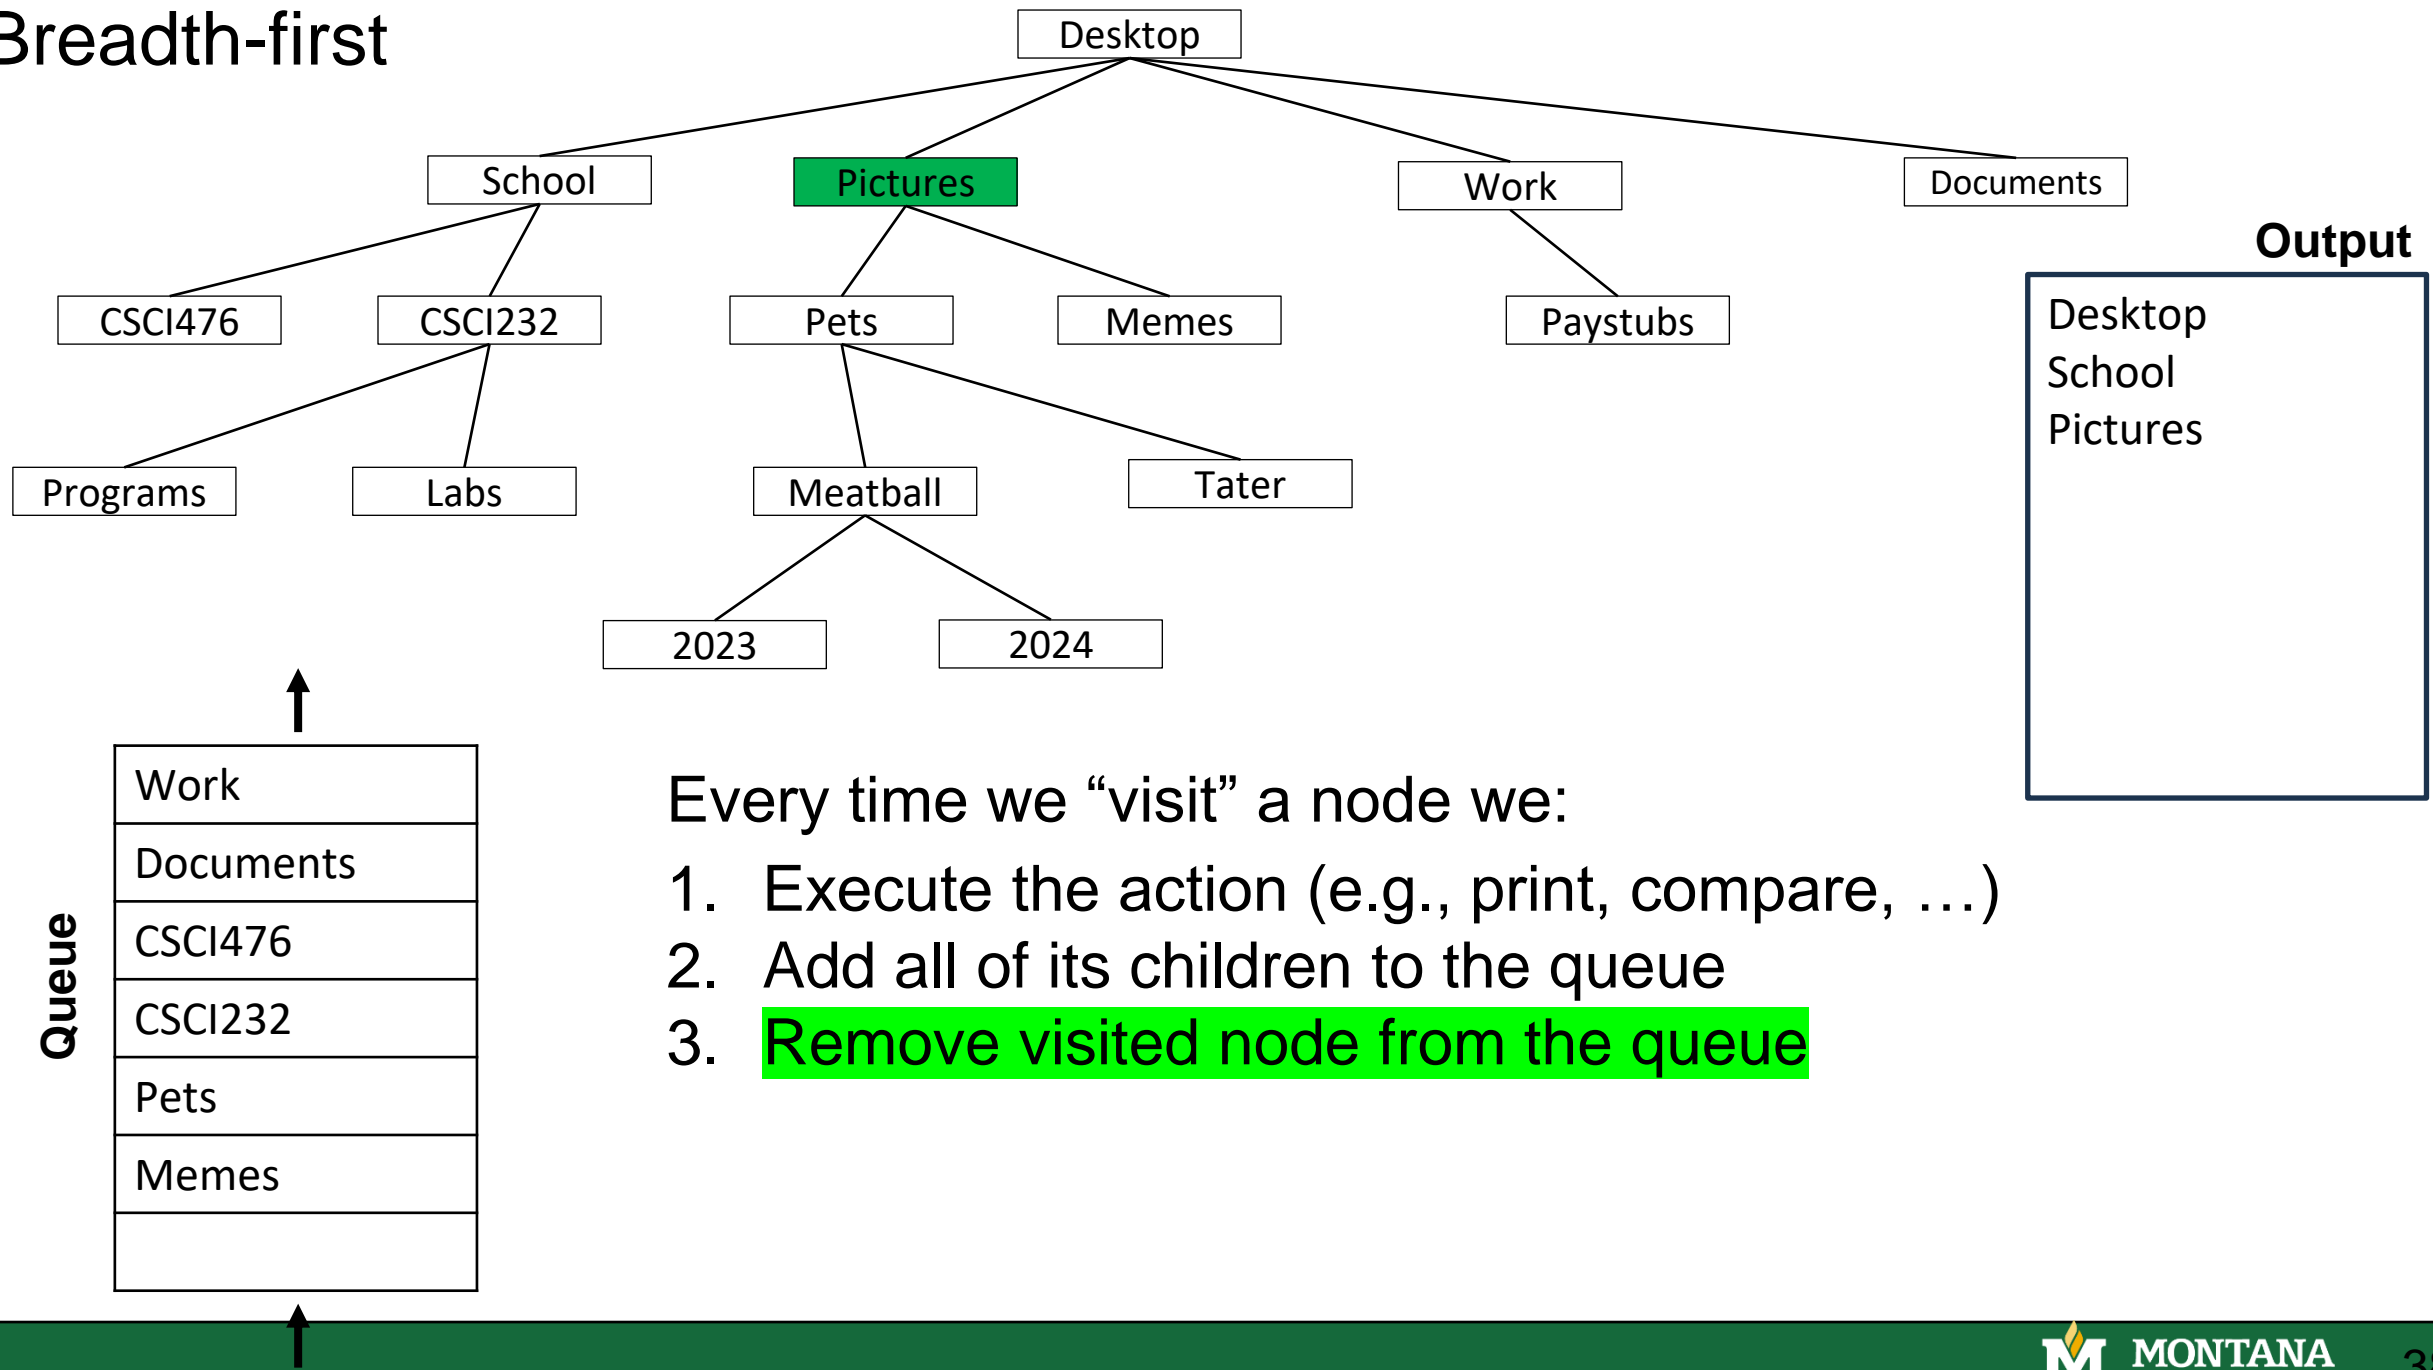 Breadth-first
Desktop
School
Pictures
Work
Documents
Output
CSCI476
CSCI232
Pets
Memes
Paystubs
Desktop
School
Pictures
Programs
Labs
Meatball
Tater
2023
2024
Queue
Work
Documents
CSCI476
CSCI232
Pets
Memes
Every time we “visit” a node we:
1. Execute the action (e.g., print, compare, …)
2. Add all of its children to the queue
3. Remove visited node from the queue
MONTANA